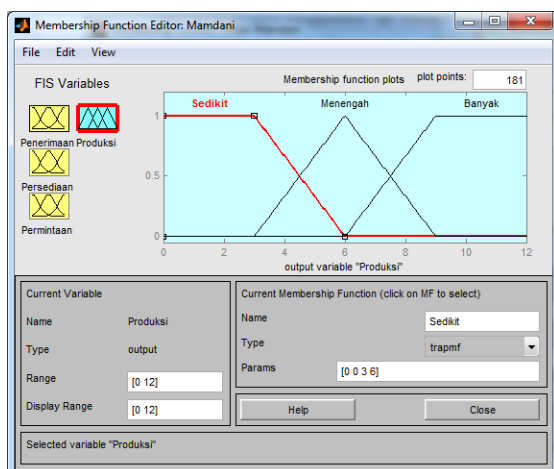 Membership Function Editor: Mamdani
File Edit View
FIS Variables
Membership function plots plot points: 181
Sedikit Menengah Banyak
1
0.5
0
0 2 4 6 8 10 12
output variable "Produksi"
Penerimaan Produksi
Persediaan
Permintaan
Current Variable
Name Produksi
Type output
Range [0 12]
Display Range [0 12]
Current Membership Function (click on MF to select)
Name Sedikit
Type trapmf
Params [0 0 3 6]
Help Close
Selected variable "Produksi"